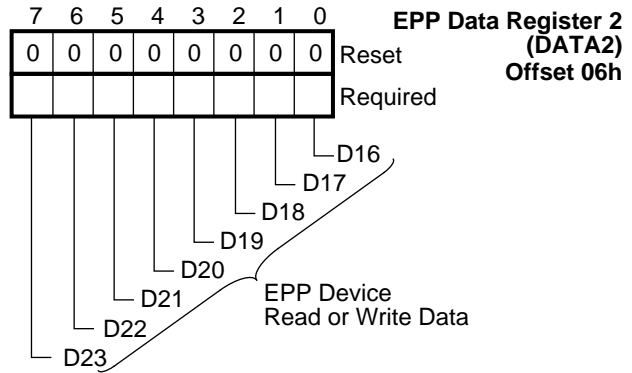 7 6 5 4 3 2 1 0
EPP Data Register 2
(DATA2)
Offset 06h
0 0 0 0 0 0 0 0 Reset
Required
D16
D17
D18
D19
D20
D21
D22
D23
EPP Device
Read or Write Data